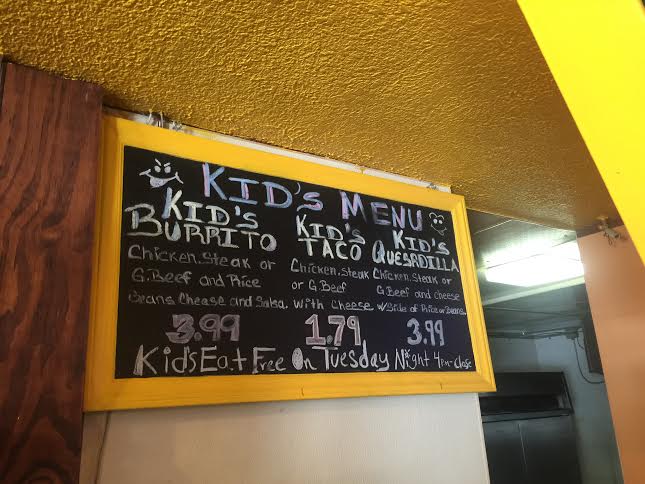 KID'S MENU
KID'S BURRITO
Chicken, Steak or
G.Beef and Rice
Beans Cheese and Salsa.
3.99
KID'S TACO
Chicken, Steak
or G.Beef
with Cheese
1.79
KID'S QUESADILLA
Chicken, Steak or
G.Beef and cheese
w/side of Rice or Beans.
3.99
Kids Eat Free On Tuesday Night 4pm-Close